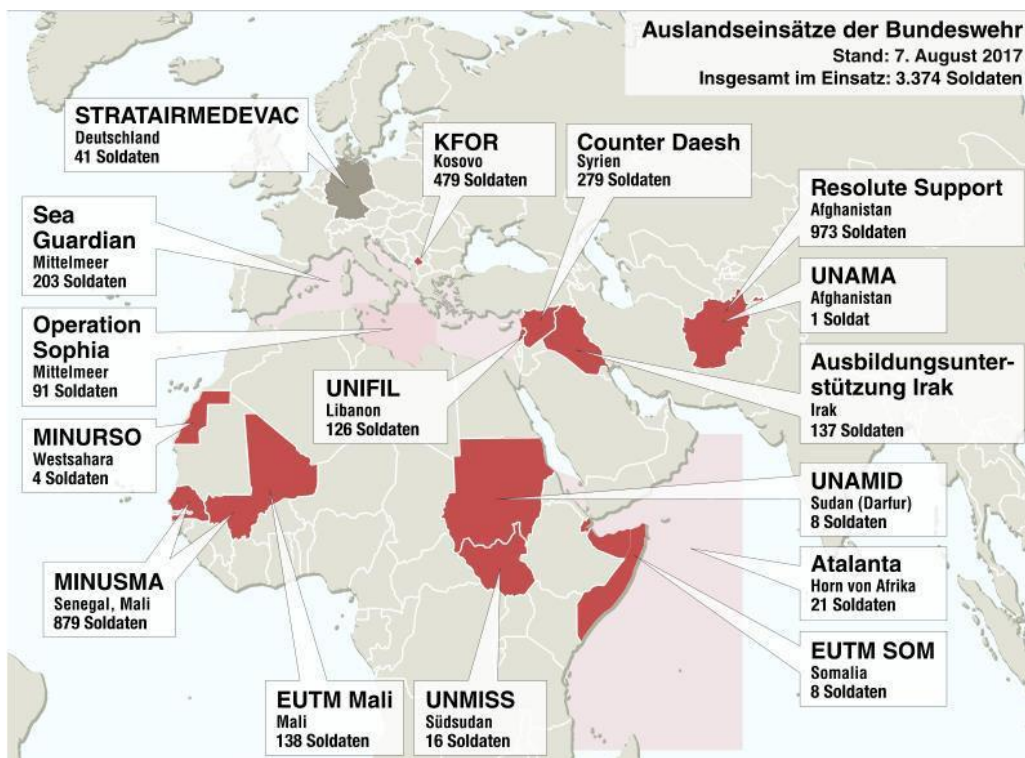 Auslandseinsätze der Bundeswehr
Stand: 7. August 2017
Insgesamt im Einsatz: 3.374 Soldaten
STRATAIRMEDEVAC
Deutschland
41 Soldaten
KFOR
Kosovo
479 Soldaten
Counter Daesh
Syrien
279 Soldaten
Resolute Support
Afghanistan
973 Soldaten
Sea
Guardian
Mittelmeer
203 Soldaten
UNAMA
Afghanistan
1 Soldat
Operation
Sophia
Mittelmeer
91 Soldaten
UNIFIL
Libanon
126 Soldaten
Ausbildungsunter-
stützung Irak
Irak
137 Soldaten
MINURSO
Westsahara
4 Soldaten
UNAMID
Sudan (Darfur)
8 Soldaten
MINUSMA
Senegal, Mali
879 Soldaten
Atalanta
Horn von Afrika
21 Soldaten
EUTM SOM
Somalia
8 Soldaten
EUTM Mali
Mali
138 Soldaten
UNMISS
Südsudan
16 Soldaten